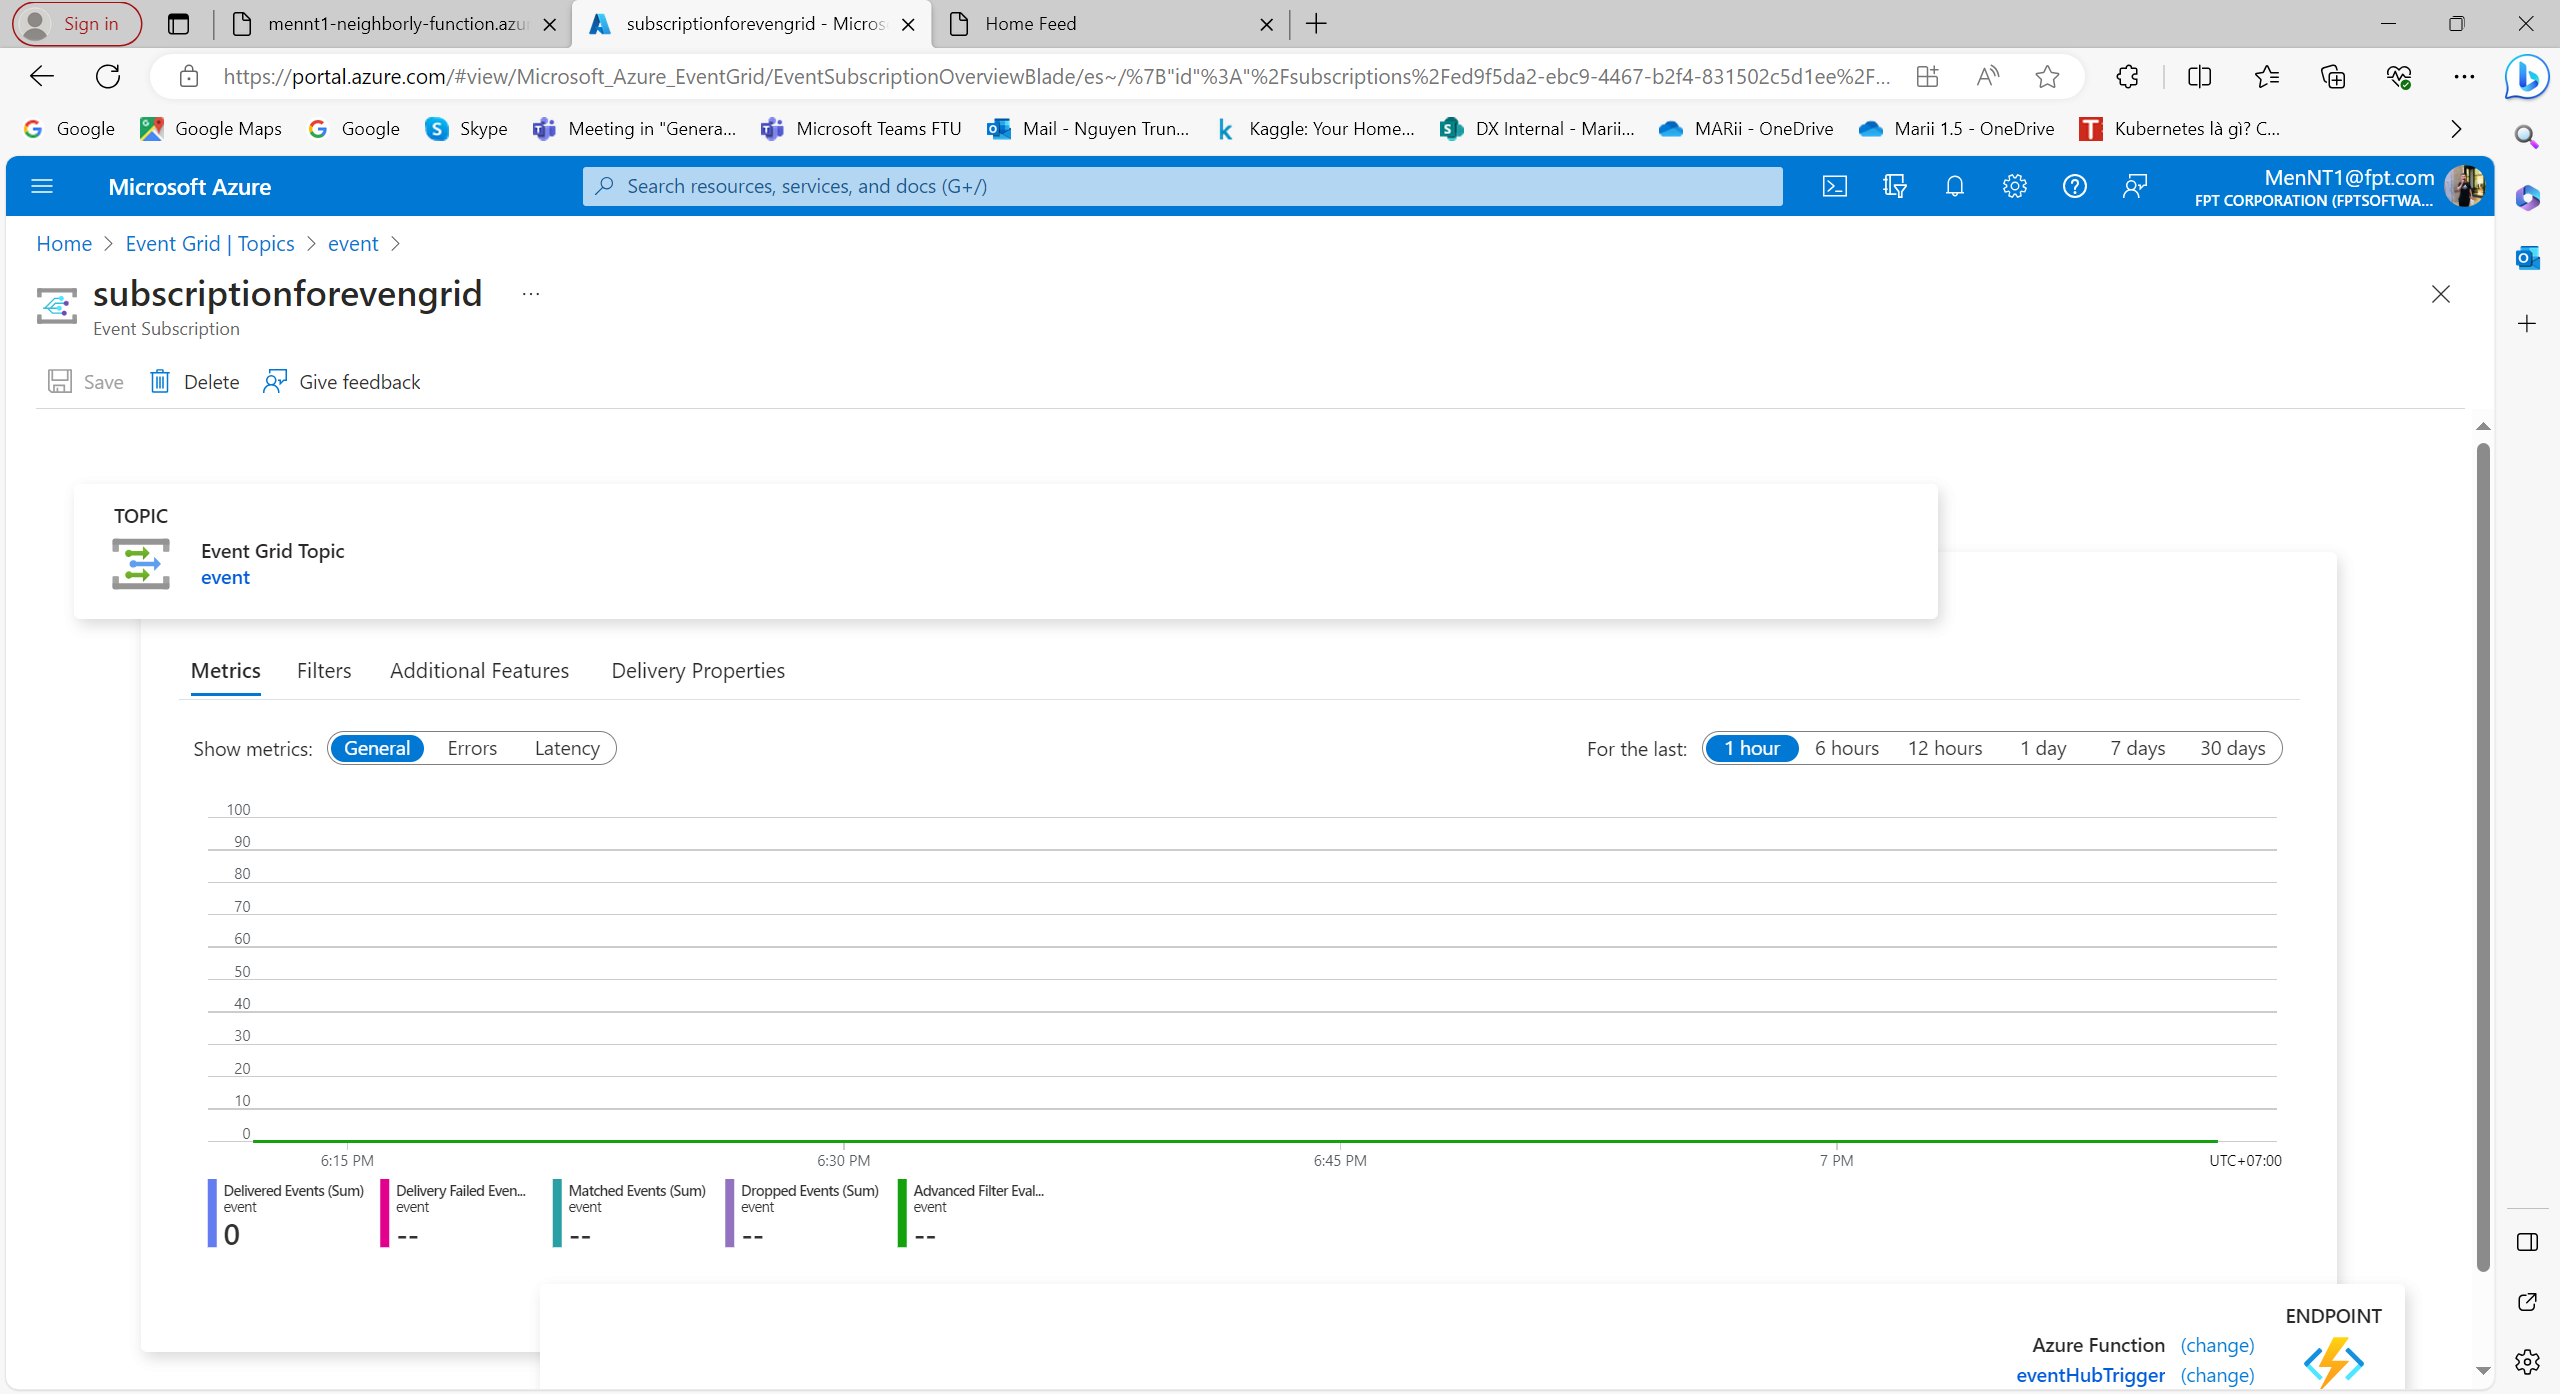 Sign in
mennt1-neighborly-function.azur
subscriptionforevengrid - Micros
Home Feed
https://portal.azure.com/#view/Microsoft_Azure_EventGrid/EventSubscriptionOverviewBlade/es~/%7B"id"%3A"%2Fsubscriptions%2Fed9f5da2-ebc9-4467-b2f4-831502c5d1ee%2F...
Google
Google Maps
Google
Skype
Meeting in "Genera...
Microsoft Teams FTU
Mail - Nguyen Trun...
Kaggle: Your Home...
DX Internal - Marii...
MARii - OneDrive
Marii 1.5 - OneDrive
Kubernetes là gì? C...
Microsoft Azure
Search resources, services, and docs (G+/)
MenNT1@fpt.com
FPT CORPORATION (FPTSOFTWA...
Home > Event Grid | Topics > event >
subscriptionforevengrid ...
Event Subscription
Save
Delete
Give feedback
TOPIC
Event Grid Topic
event
Metrics
Filters
Additional Features
Delivery Properties
Show metrics: General Errors Latency
For the last: 1 hour 6 hours 12 hours 1 day 7 days 30 days
100
90
80
70
60
50
40
30
20
10
0
6:15 PM
6:30 PM
6:45 PM
7 PM
UTC+07:00
Delivered Events (Sum)
event
0
Delivery Failed Even...
event
--
Matched Events (Sum)
event
--
Dropped Events (Sum)
event
--
Advanced Filter Eval...
event
--
ENDPOINT
Azure Function (change)
eventHubTrigger (change)